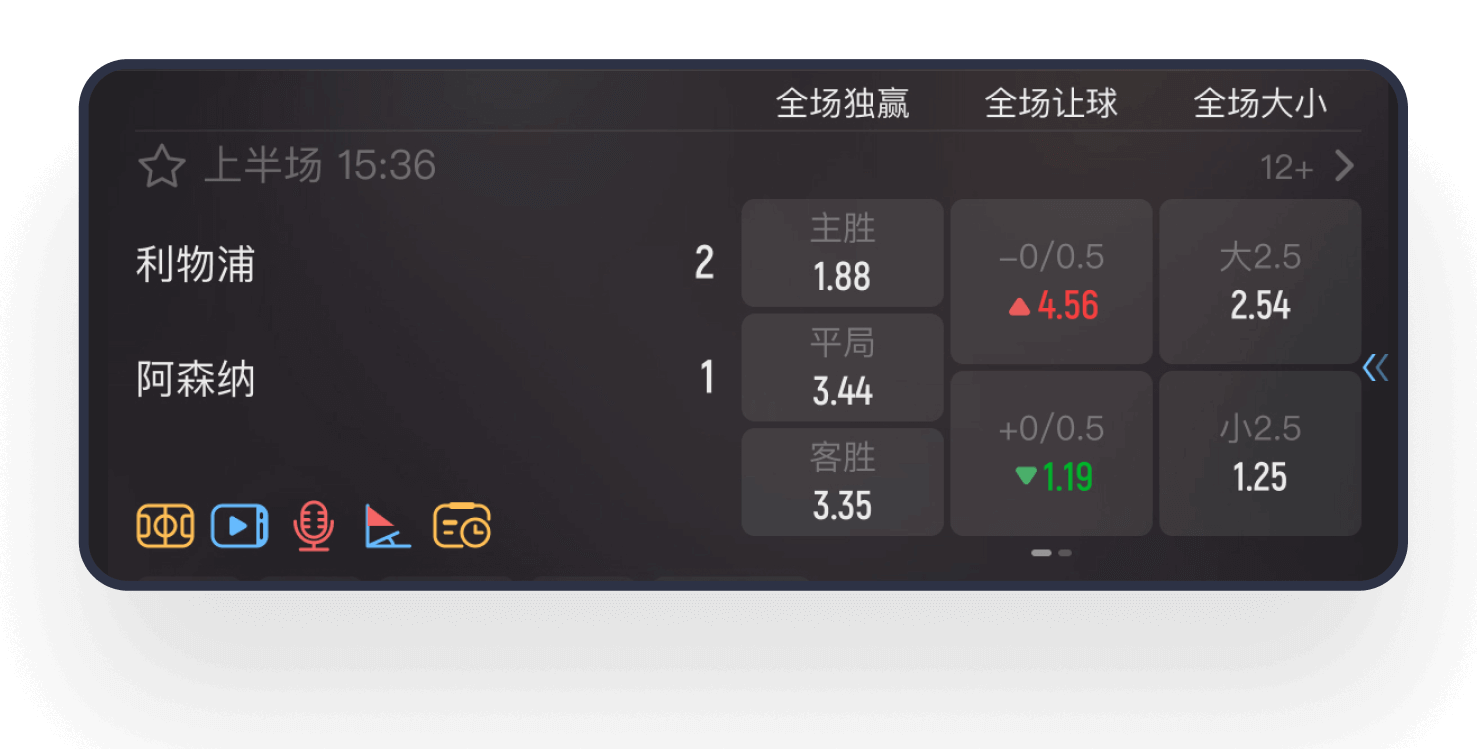 全场独赢 全场让球 全场大小
上半场 15:36 12+
利物浦 2
阿森纳 1
主胜
1.88
平局
3.44
客胜
3.35
-0/0.5
4.56
+0/0.5
1.19
大2.5
2.54
小2.5
1.25